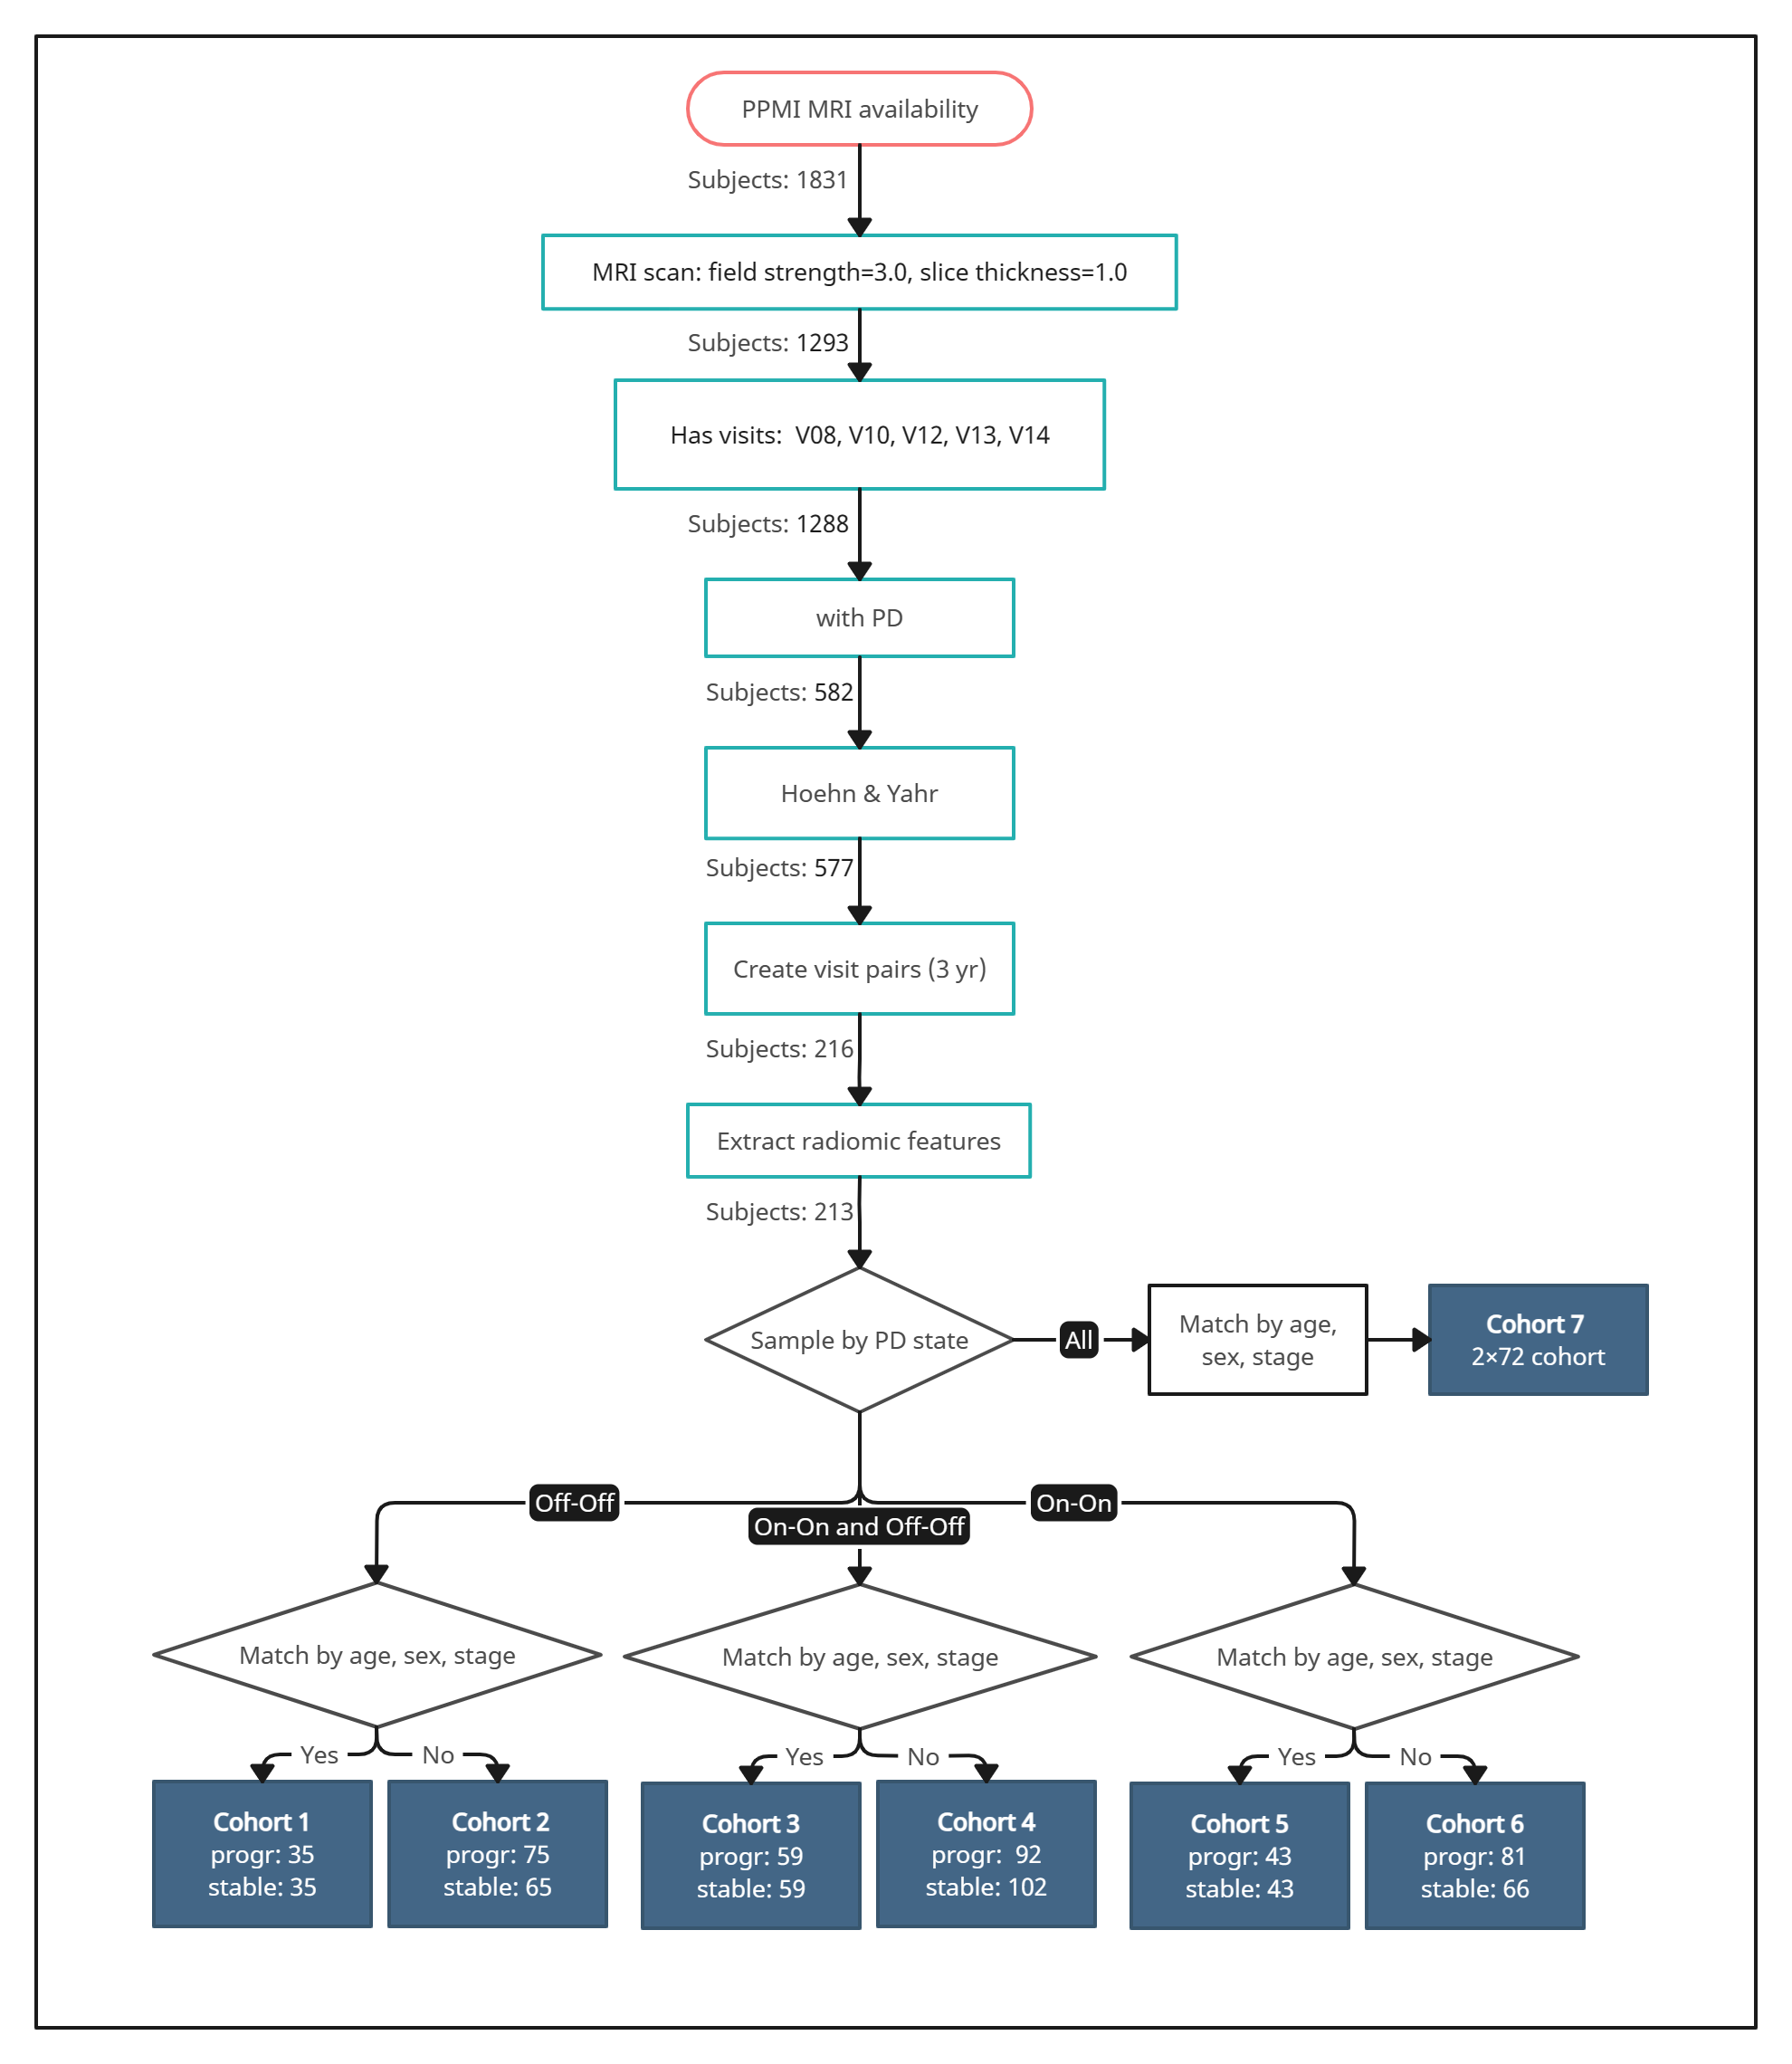 PPMI MRI availability
Subjects: 1831
MRI scan: field strength=3.0, slice thickness=1.0
Subjects: 1293
Has visits:  V08, V10, V12, V13, V14
Subjects: 1288
with PD
Subjects: 582
Hoehn & Yahr
Subjects: 577
Create visit pairs (3 yr)
Subjects: 216
Extract radiomic features
Subjects: 213
Sample by PD state
All
Match by age,
sex, stage
Cohort 7
2×72 cohort
Off-Off
On-On and Off-Off
On-On
Match by age, sex, stage
Match by age, sex, stage
Match by age, sex, stage
Yes
No
Yes
No
Yes
No
Cohort 1
progr: 35
stable: 35
Cohort 2
progr: 75
stable: 65
Cohort 3
progr: 59
stable: 59
Cohort 4
progr:  92
stable: 102
Cohort 5
progr: 43
stable: 43
Cohort 6
progr: 81
stable: 66